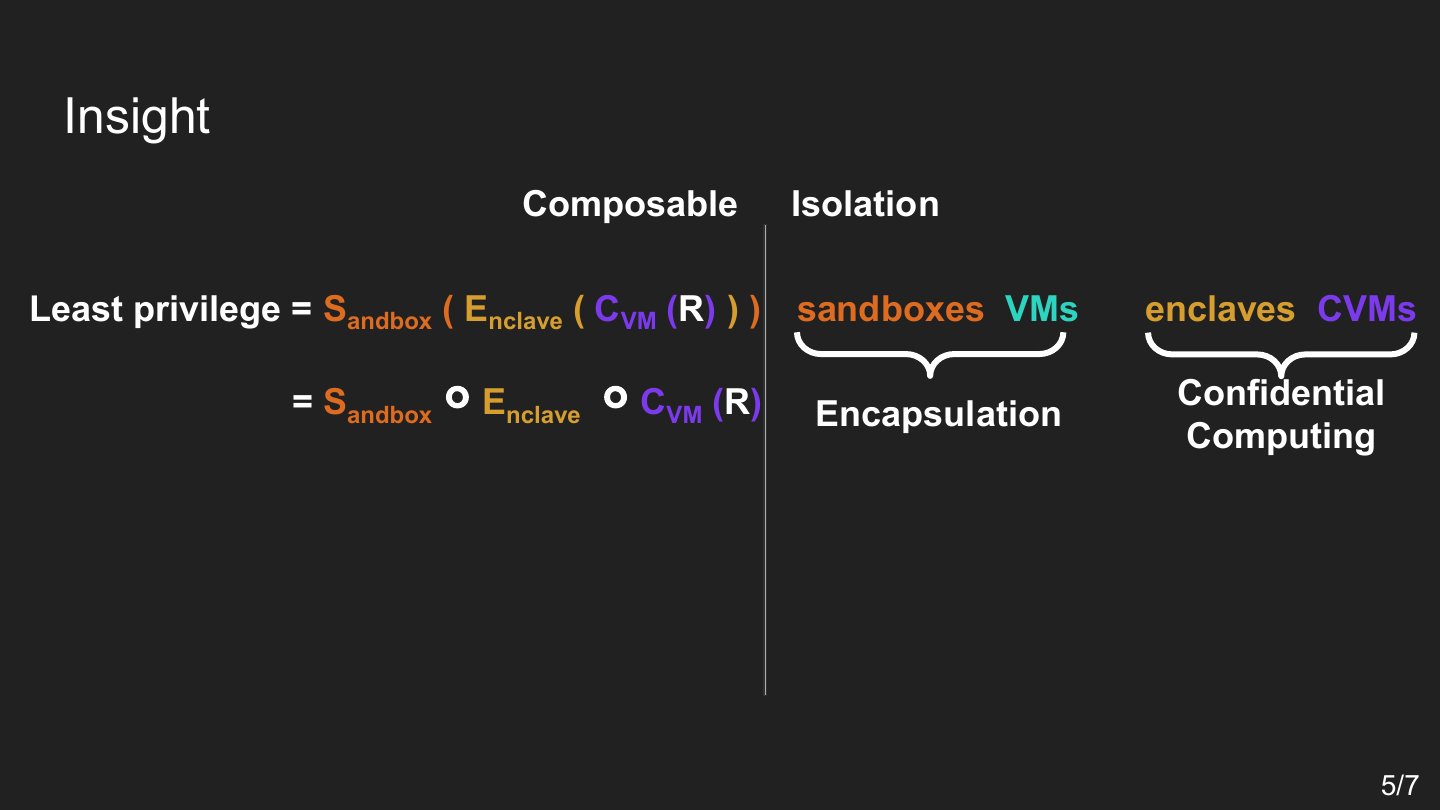 Insight
Composable Isolation
Least privilege = Sandbox ( Enclave ( CVM (R) ) )
= Sandbox ∘ Enclave ∘ CVM (R)
sandboxes VMs enclaves CVMs
Encapsulation
Confidential
Computing
5/7